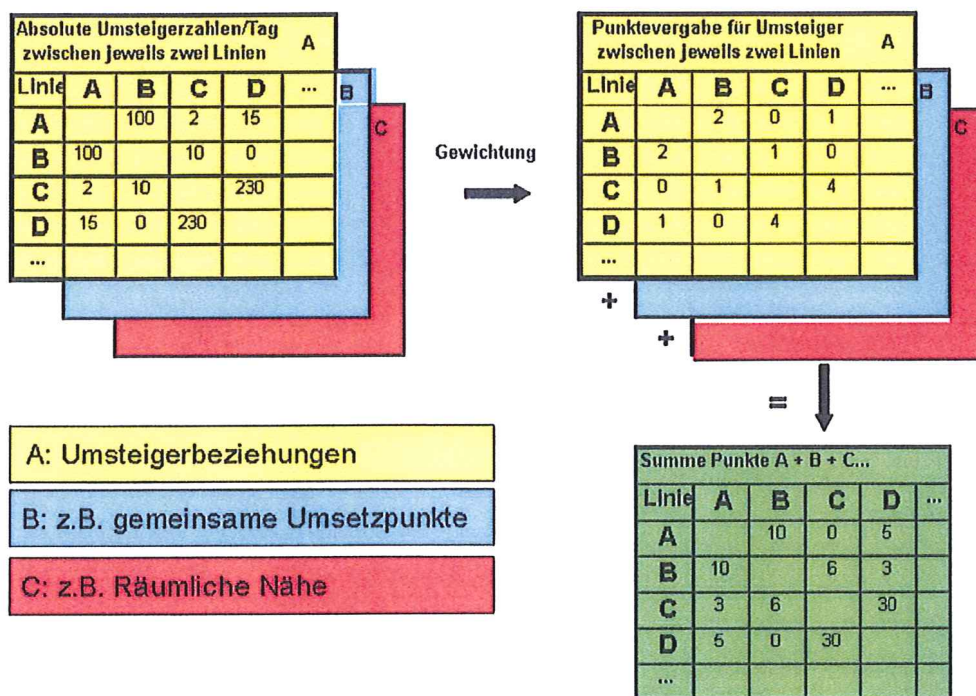 Absolute Umsteigerzahlen/Tag
zwischen jeweils zwei Linien
A
Linie A B C D ...
A 100 2 15
B 100 10 0
C 2 10 230
D 15 0 230
...
B
C
Gewichtung
Punktevergabe für Umsteiger
zwischen jeweils zwei Linien
A
Linie A B C D ...
A 2 0 1
B 2 1 0
C 0 1 4
D 1 0 4
...
B
C
+
+
=
A: Umsteigerbeziehungen
B: z.B. gemeinsame Umsetzpunkte
C: z.B. Räumliche Nähe
Summe Punkte A + B + C...
Linie A B C D ...
A 10 0 5
B 10 6 3
C 3 6 30
D 5 0 30
...